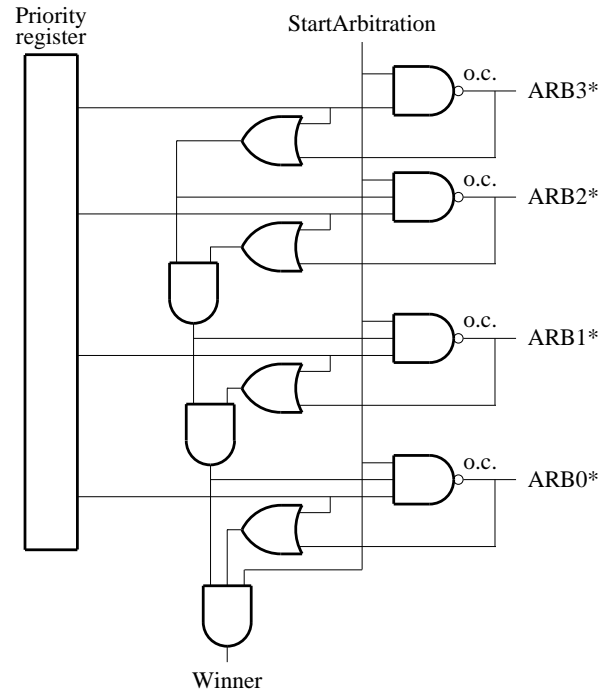 Priority
register
StartArbitration
o.c.
ARB3*
o.c.
ARB2*
o.c.
ARB1*
o.c.
ARB0*
Winner